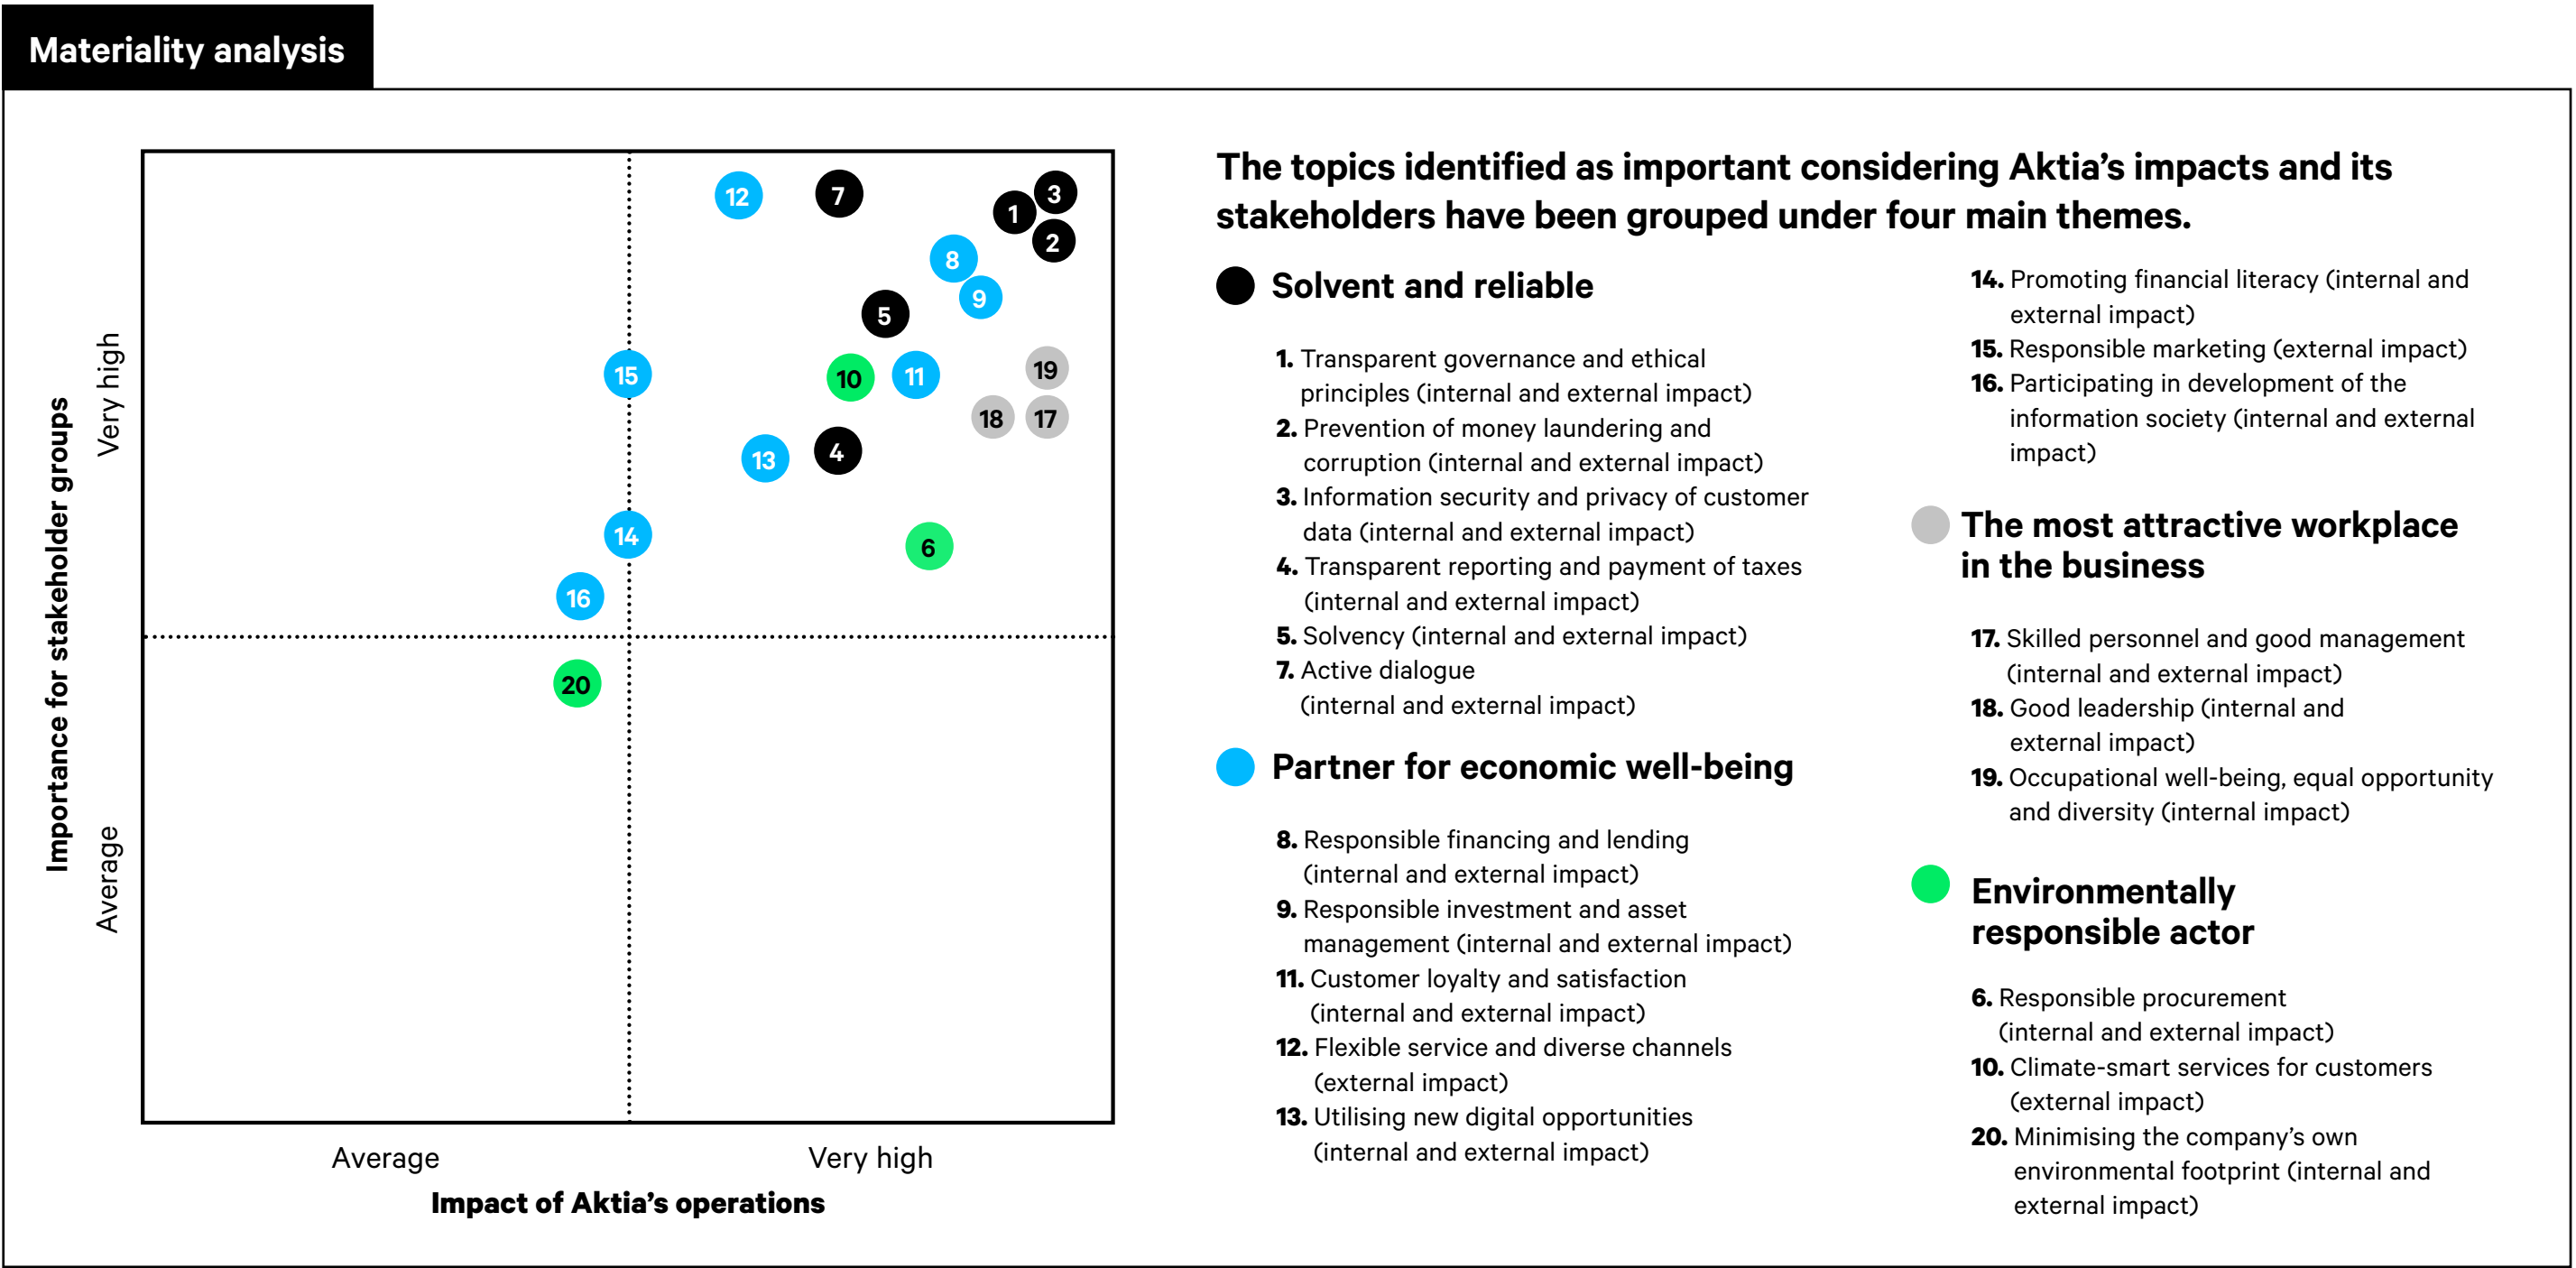 Materiality analysis
Importance for stakeholder groups
Very high
Average
12
7
3
1
2
8
9
5
15
10
11
19
18
17
13
4
14
6
16
20
Average
Very high
Impact of Aktia’s operations
The topics identified as important considering Aktia’s impacts and its
stakeholders have been grouped under four main themes.
Solvent and reliable
1. Transparent governance and ethical
principles (internal and external impact)
2. Prevention of money laundering and
corruption (internal and external impact)
3. Information security and privacy of customer
data (internal and external impact)
4. Transparent reporting and payment of taxes
(internal and external impact)
5. Solvency (internal and external impact)
7. Active dialogue
(internal and external impact)
Partner for economic well-being
8. Responsible financing and lending
(internal and external impact)
9. Responsible investment and asset
management (internal and external impact)
11. Customer loyalty and satisfaction
(internal and external impact)
12. Flexible service and diverse channels
(external impact)
13. Utilising new digital opportunities
(internal and external impact)
14. Promoting financial literacy (internal and
external impact)
15. Responsible marketing (external impact)
16. Participating in development of the
information society (internal and external
impact)
The most attractive workplace
in the business
17. Skilled personnel and good management
(internal and external impact)
18. Good leadership (internal and
external impact)
19. Occupational well-being, equal opportunity
and diversity (internal impact)
Environmentally
responsible actor
6. Responsible procurement
(internal and external impact)
10. Climate-smart services for customers
(external impact)
20. Minimising the company’s own
environmental footprint (internal and
external impact)